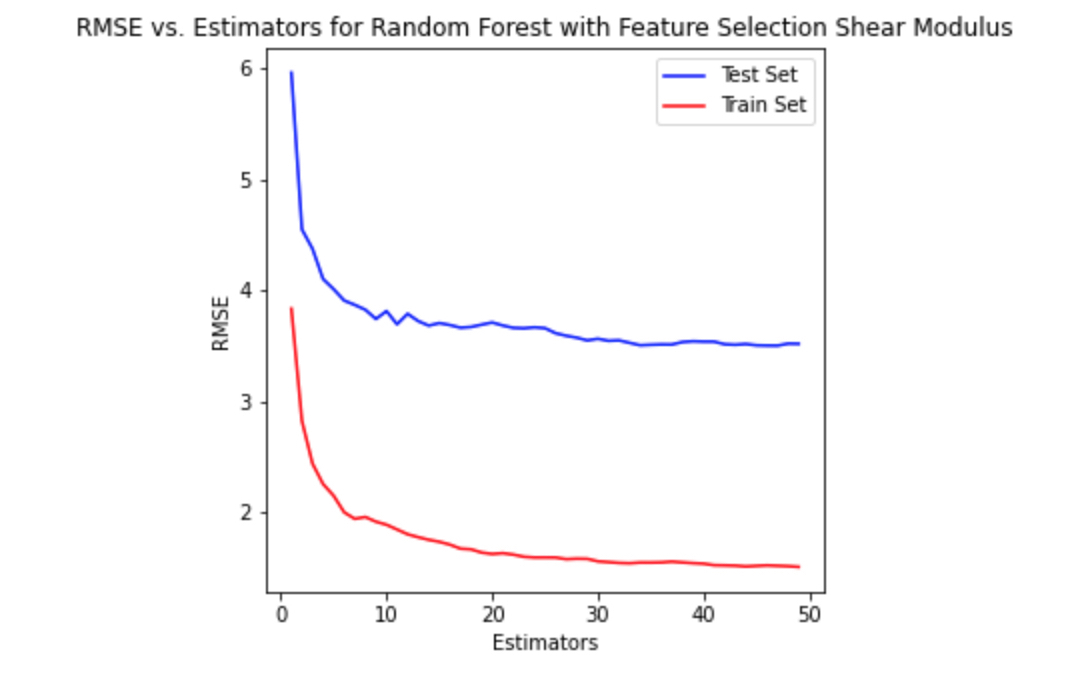 RMSE vs. Estimators for Random Forest with Feature Selection Shear Modulus
Test Set
Train Set
6
5
4
3
2
RMSE
0 10 20 30 40 50
Estimators